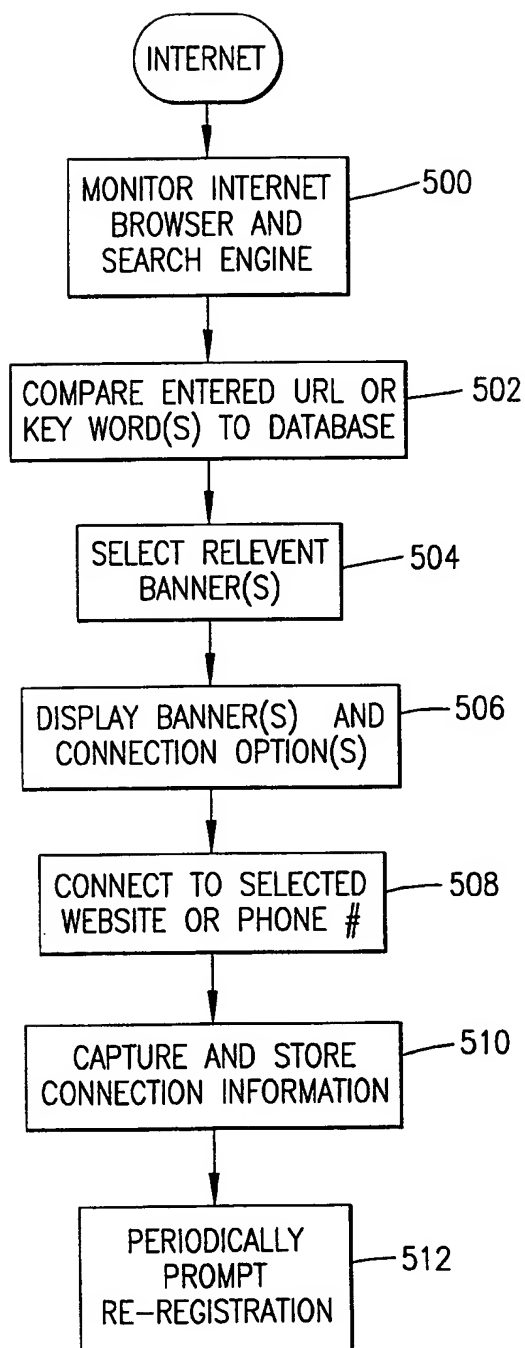 INTERNET
MONITOR INTERNET
BROWSER AND
SEARCH ENGINE
500
COMPARE ENTERED URL OR
KEY WORD(S) TO DATABASE
502
SELECT RELEVENT
BANNER(S)
504
DISPLAY BANNER(S) AND
CONNECTION OPTION(S)
506
CONNECT TO SELECTED
WEBSITE OR PHONE #
508
CAPTURE AND STORE
CONNECTION INFORMATION
510
PERIODICALLY
PROMPT
RE-REGISTRATION
512